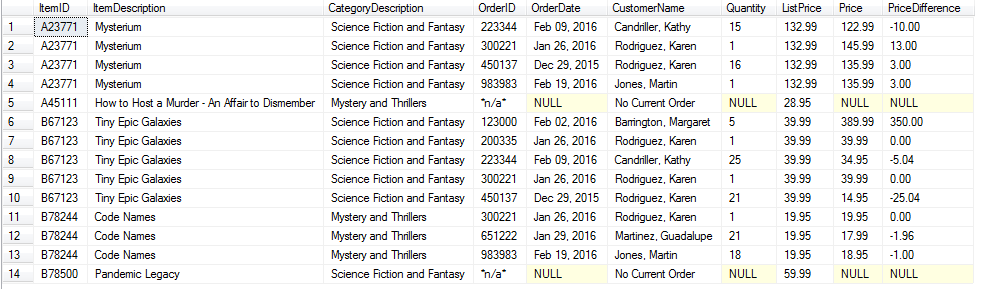 ItemID ItemDescription CategoryDescription OrderID OrderDate CustomerName Quantity ListPrice Price PriceDifference
1 A23771 Mysterium Science Fiction and Fantasy 223344 Feb 09, 2016 Candriller, Kathy 15 132.99 122.99 -10.00
2 A23771 Mysterium Science Fiction and Fantasy 300221 Jan 26, 2016 Rodriguez, Karen 1 132.99 145.99 13.00
3 A23771 Mysterium Science Fiction and Fantasy 450137 Dec 29, 2015 Rodriguez, Karen 16 132.99 135.99 3.00
4 A23771 Mysterium Science Fiction and Fantasy 983983 Feb 19, 2016 Jones, Martin 1 132.99 135.99 3.00
5 A45111 How to Host a Murder - An Affair to Dismember Mystery and Thrillers *n/a* NULL No Current Order NULL 28.95 NULL NULL
6 B67123 Tiny Epic Galaxies Science Fiction and Fantasy 123000 Feb 02, 2016 Barrington, Margaret 5 39.99 389.99 350.00
7 B67123 Tiny Epic Galaxies Science Fiction and Fantasy 200335 Jan 26, 2016 Rodriguez, Karen 1 39.99 39.99 0.00
8 B67123 Tiny Epic Galaxies Science Fiction and Fantasy 223344 Feb 09, 2016 Candriller, Kathy 25 39.99 34.95 -5.04
9 B67123 Tiny Epic Galaxies Science Fiction and Fantasy 300221 Jan 26, 2016 Rodriguez, Karen 1 39.99 39.99 0.00
10 B67123 Tiny Epic Galaxies Science Fiction and Fantasy 450137 Dec 29, 2015 Rodriguez, Karen 21 39.99 14.95 -25.04
11 B78244 Code Names Mystery and Thrillers 300221 Jan 26, 2016 Rodriguez, Karen 1 19.95 19.95 0.00
12 B78244 Code Names Mystery and Thrillers 651222 Jan 29, 2016 Martinez, Guadalupe 21 19.95 17.99 -1.96
13 B78244 Code Names Mystery and Thrillers 983983 Feb 19, 2016 Jones, Martin 18 19.95 18.95 -1.00
14 B78500 Pandemic Legacy Science Fiction and Fantasy *n/a* NULL No Current Order NULL 59.99 NULL NULL